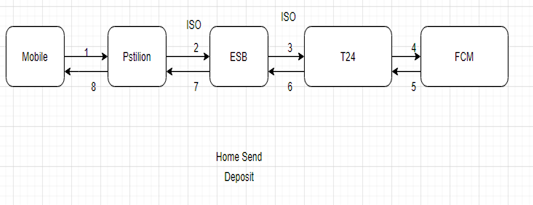 ISO
ISO
Mobile
1
Pstilion
2
ESB
3
T24
4
FCM
8
7
6
5
Home Send
Deposit